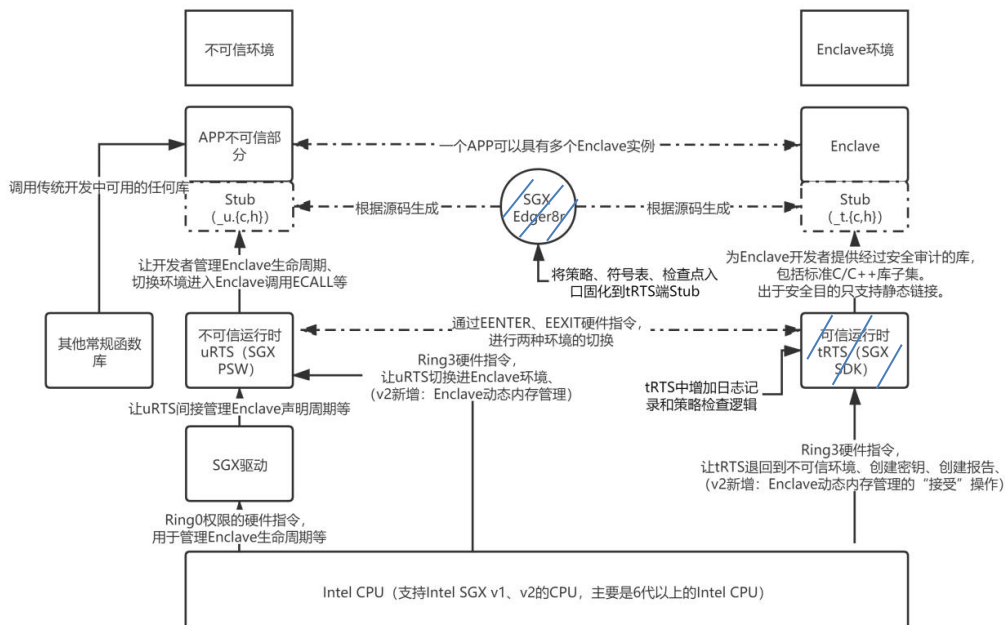 不可信环境
Enclave环境
APP不可信部
分
一个APP可以具有多个Enclave实例
Enclave
调用传统开发中可用的任何库
Stub
(_u.{c,h})
根据源码生成
SGX
Edger8r
根据源码生成
Stub
(_t.{c,h})
让开发者管理Enclave生命周期、
切换环境进入Enclave调用ECALL等
将策略、符号表、检查点入
口固化到tRTS端Stub
为Enclave开发者提供经过安全审计的库，
包括标准C/C++库子集。
出于安全目的只支持静态链接。
其他常规函数
库
不可信运行时
uRTS（SGX
PSW）
通过EENTER、EEXIT硬件指令，
进行两种环境的切换
可信运行时
tRTS（SGX
SDK）
Ring3硬件指令，
让uRTS切换进Enclave环境、
（v2新增：Enclave动态内存管理）
tRTS中增加日志记
录和策略检查逻辑
让uRTS间接管理Enclave声明周期等
SGX驱动
Ring3硬件指令，
让tRTS退回到不可信环境、创建密钥、创建报告、
（v2新增：Enclave动态内存管理的“接受”操作）
Ring0权限的硬件指令，
用于管理Enclave生命周期等
Intel CPU（支持Intel SGX v1、v2的CPU，主要是6代以上的Intel CPU）